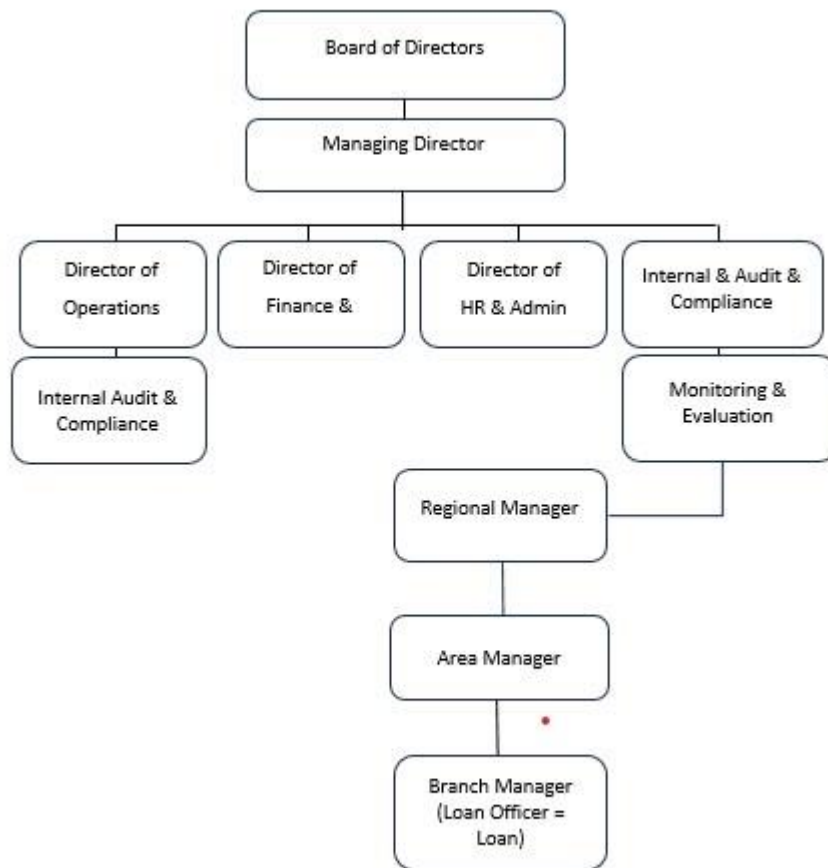 Board of Directors
Managing Director
Director of
Operations
Director of
Finance &
Director of
HR & Admin
Internal & Audit &
Compliance
Internal Audit &
Compliance
Monitoring &
Evaluation
Regional Manager
Area Manager
Branch Manager
(Loan Officer =
Loan)